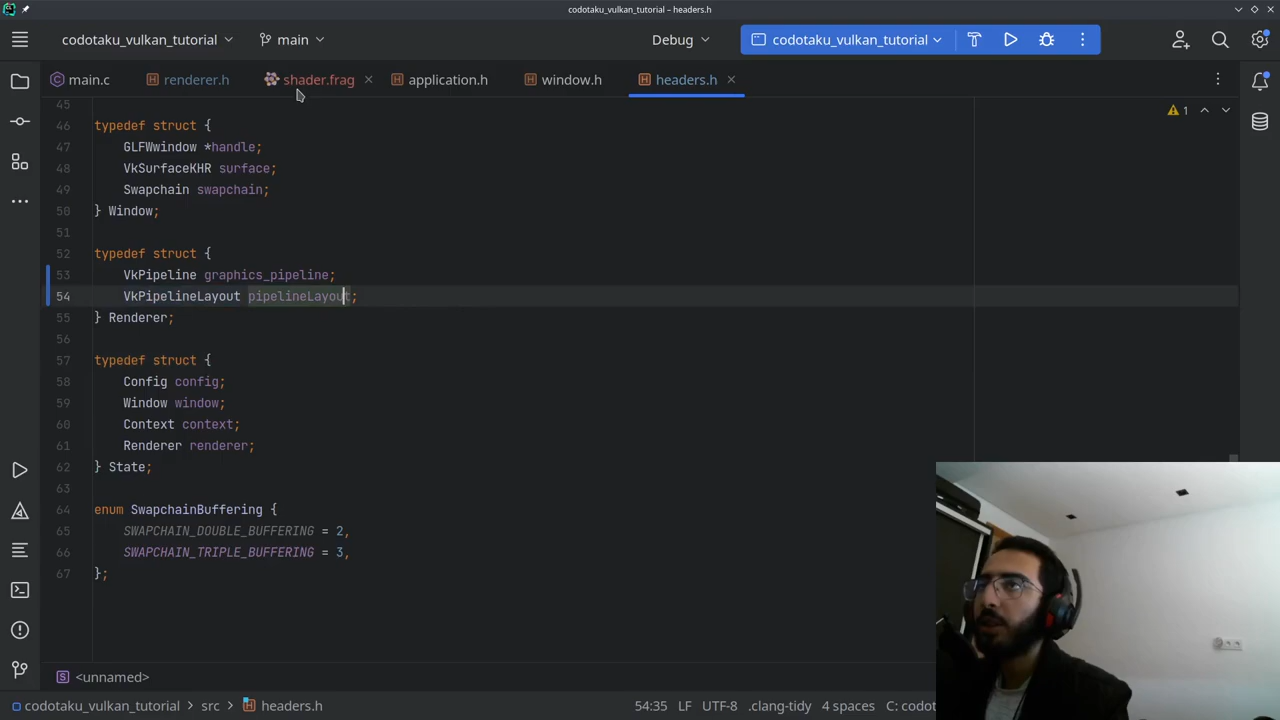 codotaku_vulkan_tutorial – headers.h
codotaku_vulkan_tutorial main Debug codotaku_vulkan_tutorial
main.c renderer.h shader.frag application.h window.h headers.h
45
46 typedef struct { 1
47 GLFWwindow *handle;
48 VkSurfaceKHR surface;
49 Swapchain swapchain;
50 } Window;
51
52 typedef struct {
53 VkPipeline graphics_pipeline;
54 VkPipelineLayout pipelineLayout;
55 } Renderer;
56
57 typedef struct {
58 Config config;
59 Window window;
60 Context context;
61 Renderer renderer;
62 } State;
63
64 enum SwapchainBuffering {
65 SWAPCHAIN_DOUBLE_BUFFERING = 2,
66 SWAPCHAIN_TRIPLE_BUFFERING = 3,
67 };
S <unnamed>
codotaku_vulkan_tutorial > src > headers.h 54:35 LF UTF-8 .clang-tidy 4 spaces C: codot